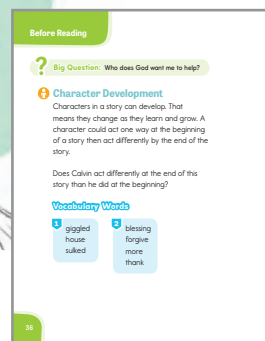 Before Reading
? Big Question: Who does God want me to help?
Character Development
Characters in a story can develop. That
means they change as they learn and grow. A
character could act one way at the beginning
of a story then act differently by the end of the
story.
Does Calvin act differently at the end of this
story than he did at the beginning?
Vocabulary Words
1
giggled
house
sulked
2
blessing
forgive
more
thank
36